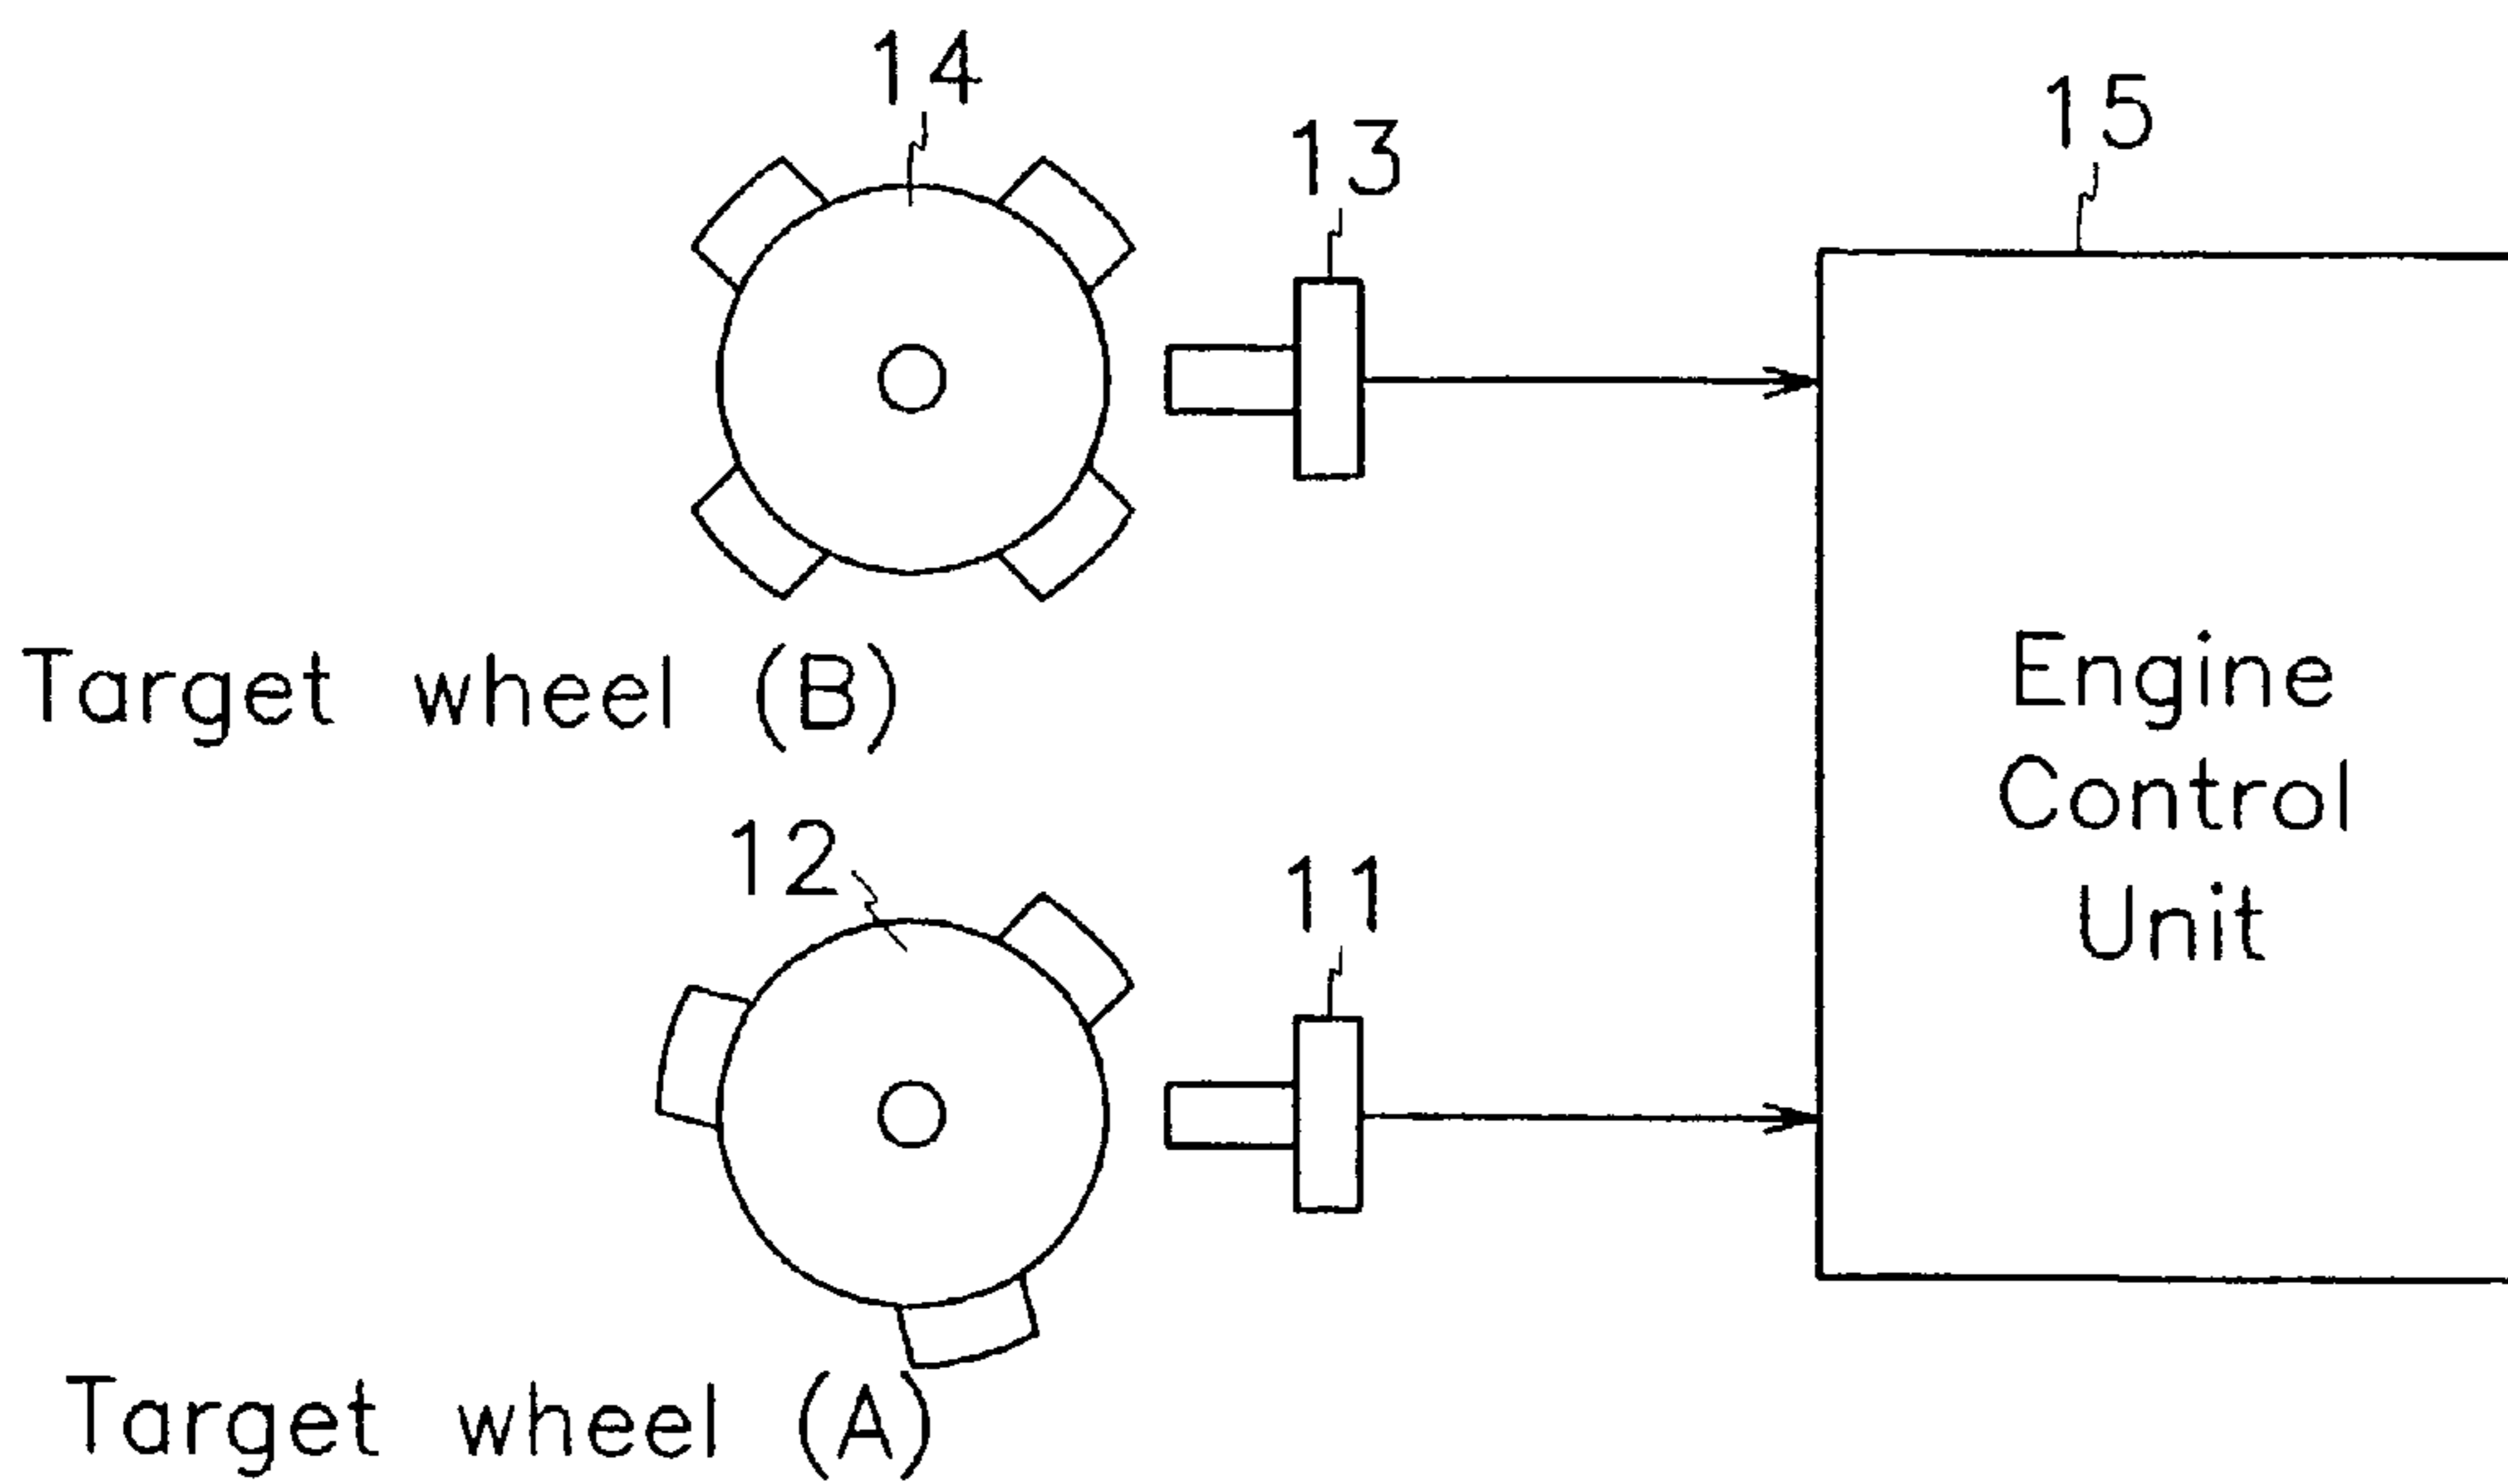 14
13
15
Target wheel (B)
Engine
Control
Unit
12
11
Target wheel (A)